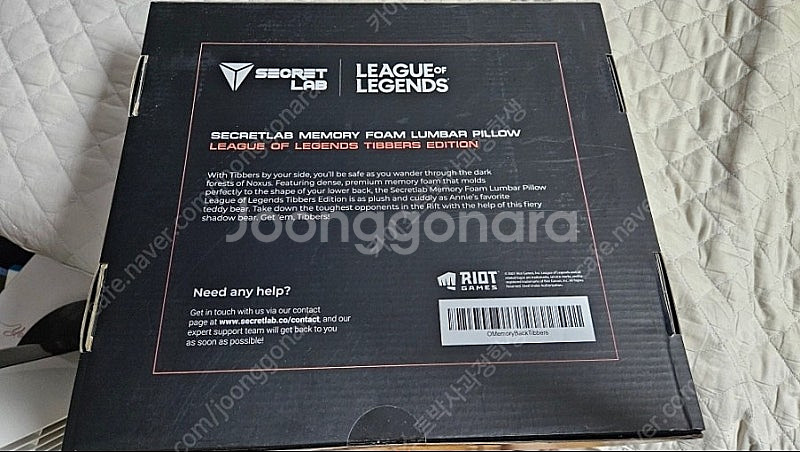 SECRET LAB
LEAGUE OF LEGENDS
SECRETLAB MEMORY FOAM LUMBAR PILLOW
LEAGUE OF LEGENDS TIBBERS EDITION
With Tibbers by your side, you'll be safe as you wander through the dark
forests of Noxus. Featuring dense, premium memory foam that molds
perfectly to the shape of your lower back, the Secretlab Memory Foam Lumbar Pillow
League of Legends Tibbers Edition is as plush and cuddly as Annie's favorite
teddy bear. Take down the toughest opponents in the Rift with the help of this fiery
shadow bear. Get 'em, Tibbers!
Joonggonara
Need any help?
Get in touch with us via our contact
page at www.secretlab.co/contact, and our
expert support team will get back to you
as soon as possible!
RIOT
GAMES
OMemoryBackTibbers
cafe.naver.com/joonggonara